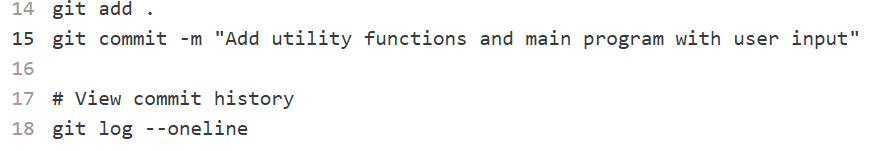 14 git add .
15 git commit -m "Add utility functions and main program with user input"
16
17 # View commit history
18 git log --oneline